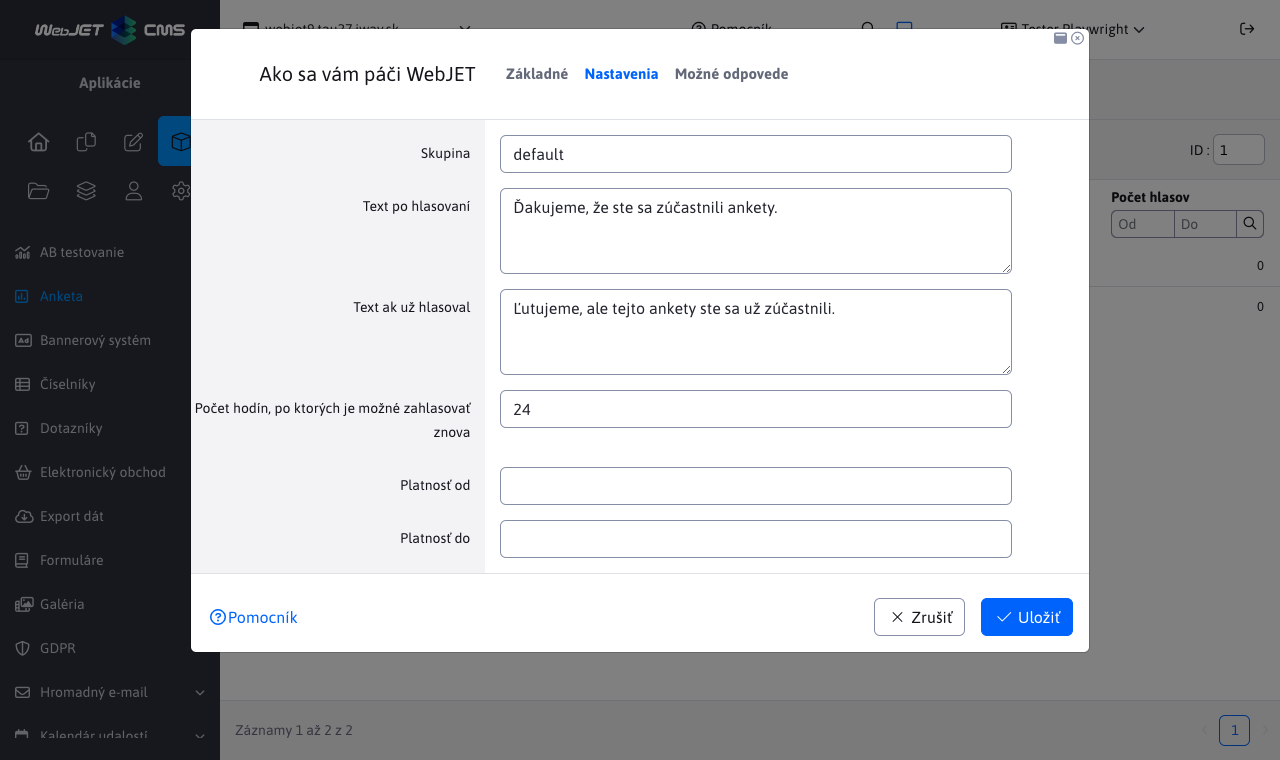 WebJET CMS
webjet9.tau27.iway.sk
Pomocník
Tester Playwright
Aplikácie
AB testovanie
Anketa
Bannerový systém
Číselníky
Dotazníky
Elektronický obchod
Export dát
Formuláre
Galéria
GDPR
Hromadný e-mail
Kalendár udalostí
Ako sa vám páči WebJET
Základné
Nastavenia
Možné odpovede
Skupina
default
Text po hlasovaní
Ďakujeme, že ste sa zúčastnili ankety.
Text ak už hlasoval
Ľutujeme, ale tejto ankety ste sa už zúčastnili.
Počet hodín, po ktorých je možné zahlasovať
znova
24
Platnosť od
Platnosť do
Pomocník
Zrušiť
Uložiť
ID :
1
Počet hlasov
Od
Do
0
0
Záznamy 1 až 2 z 2
1